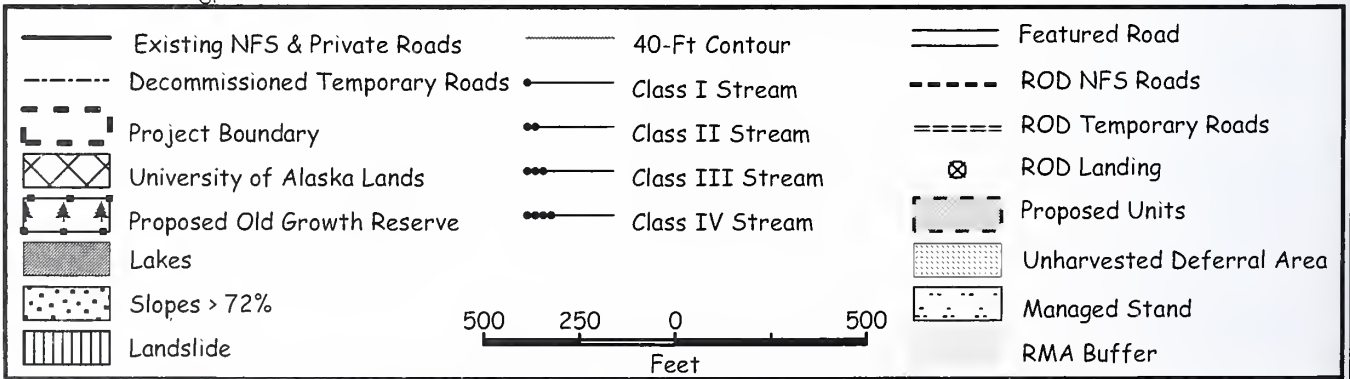 Existing NFS & Private Roads
Decommissioned Temporary Roads
Project Boundary
University of Alaska Lands
Proposed Old Growth Reserve
Lakes
Slopes > 72%
Landslide
40-Ft Contour
Class I Stream
Class II Stream
Class III Stream
Class IV Stream
500 250 0 500
Feet
Featured Road
ROD NFS Roads
ROD Temporary Roads
ROD Landing
Proposed Units
Unharvested Deferral Area
Managed Stand
RMA Buffer